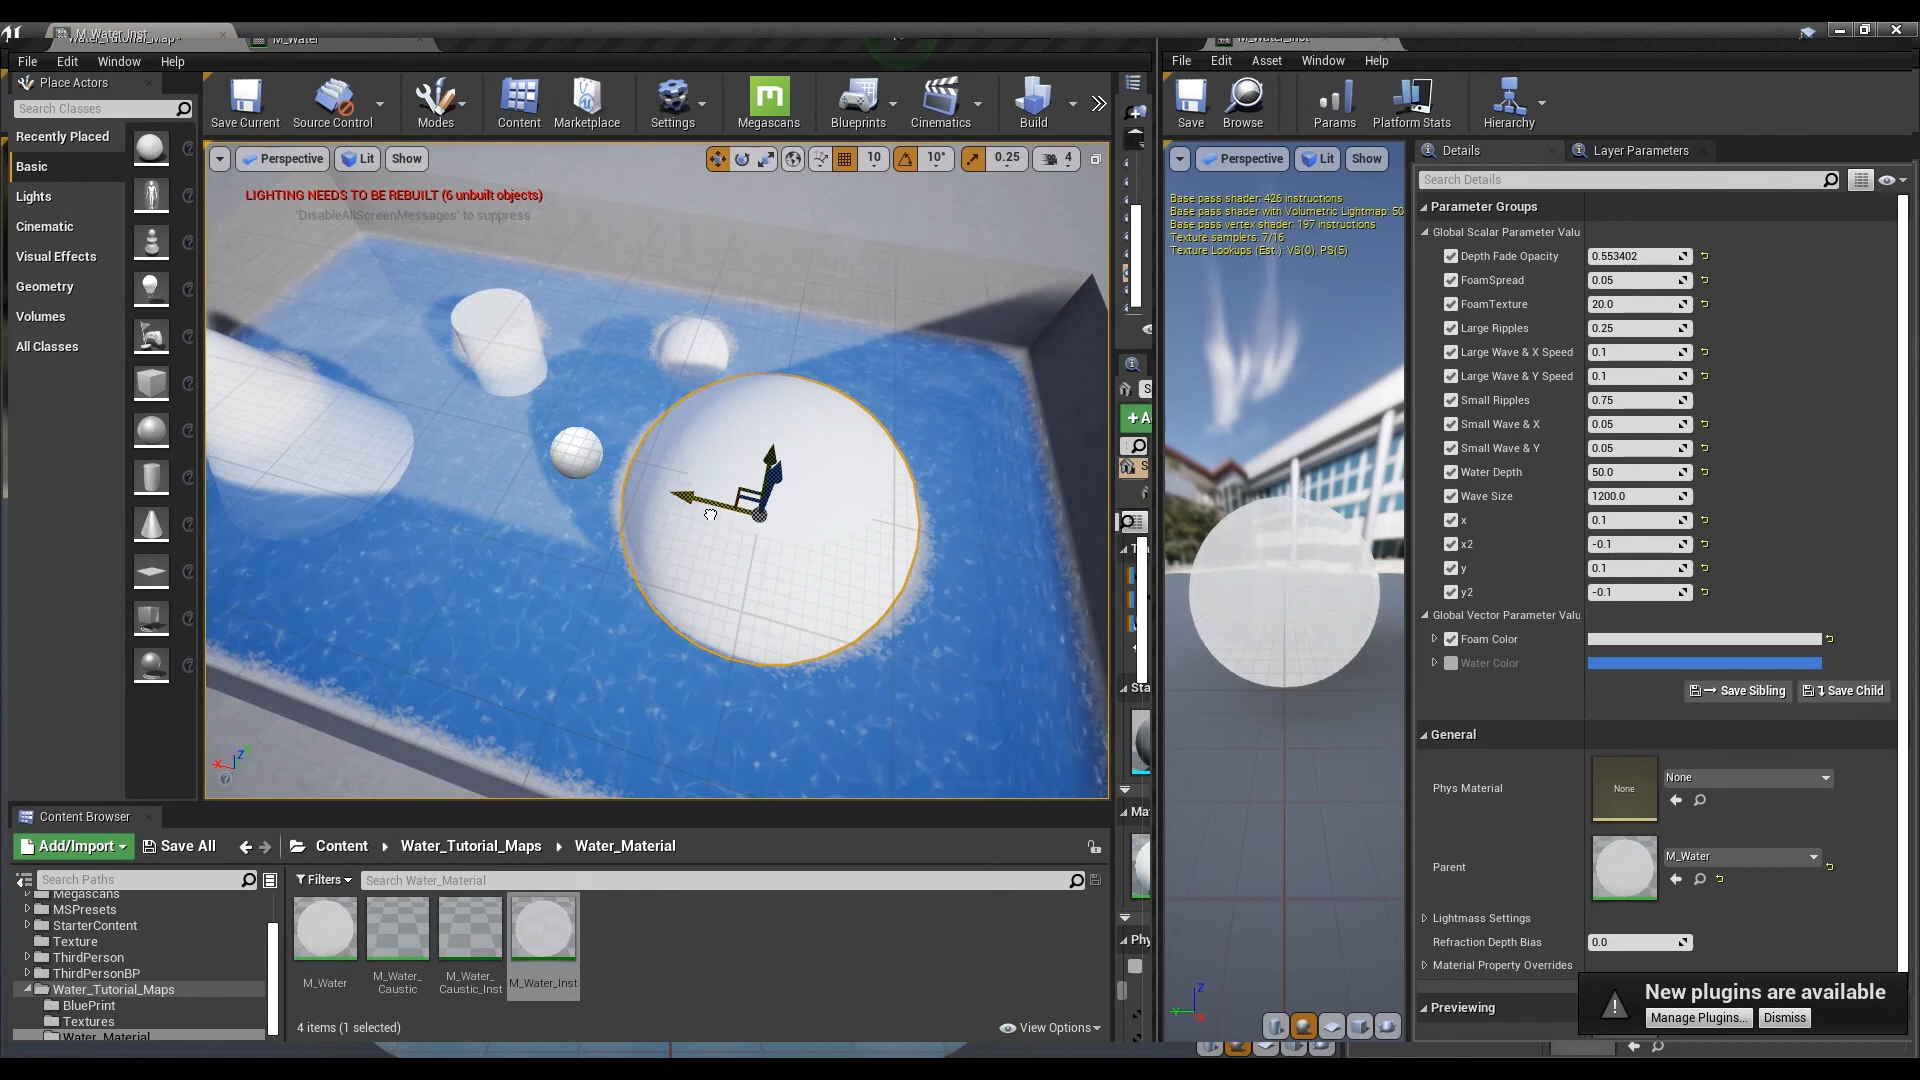 M_Water_Inst
M_Water
File Edit Window Help
Place Actors
Search Classes
Recently Placed
Basic
Lights
Cinematic
Visual Effects
Geometry
Volumes
All Classes
Save Current
Source Control
Modes
Content
Marketplace
Settings
Megascans
Blueprints
Cinematics
Build
Perspective
Lit
Show
10
10°
0.25
4
LIGHTING NEEDS TO BE REBUILT (6 unbuilt objects)
'DisableAllScreenMessages' to suppress
Content Browser
Add/Import
Save All
Content
Water_Tutorial_Maps
Water_Material
Search Paths
Filters
Search Water_Material
Megascans
MSPresets
StarterContent
Texture
ThirdPerson
ThirdPersonBP
Water_Tutorial_Maps
BluePrint
Textures
Water_Material
M_Water
M_Water_
Caustic
M_Water_
Caustic_Inst
M_Water_Inst
4 items (1 selected)
View Options
File Edit Asset Window Help
Save
Browse
Params
Platform Stats
Hierarchy
Perspective
Lit
Show
Base pass shader: 426 instructions
Base pass shader with Volumetric Lightmap: 50
Base pass vertex shader: 197 instructions
Texture samplers: 7/16
Texture Lookups (Est.): VS(0), PS(5)
Details
Layer Parameters
Search Details
Parameter Groups
Global Scalar Parameter Valu
Depth Fade Opacity 0.553402
FoamSpread 0.05
FoamTexture 20.0
Large Ripples 0.25
Large Wave & X Speed 0.1
Large Wave & Y Speed 0.1
Small Ripples 0.75
Small Wave & X 0.05
Small Wave & Y 0.05
Water Depth 50.0
Wave Size 1200.0
x 0.1
x2 -0.1
y 0.1
y2 -0.1
Global Vector Parameter Valu
Foam Color
Water Color
Save Sibling
Save Child
General
Phys Material
None
None
Parent
M_Water
Lightmass Settings
Refraction Depth Bias 0.0
Material Property Overrides
Previewing
New plugins are available
Manage Plugins...
Dismiss